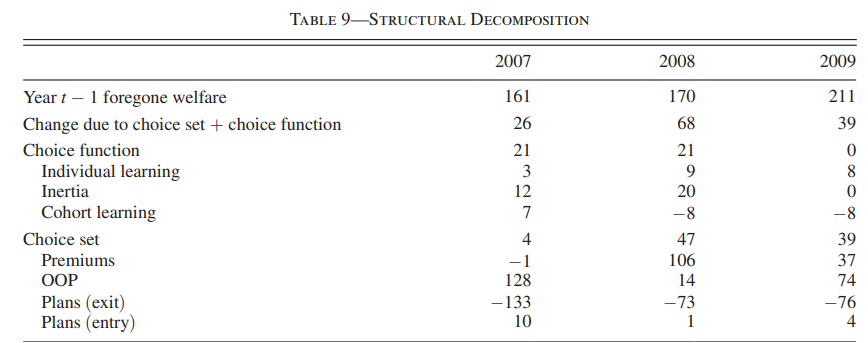 TABLE 9—STRUCTURAL DECOMPOSITION
2007 2008 2009
Year t − 1 foregone welfare 161 170 211
Change due to choice set + choice function 26 68 39
Choice function 21 21 0
Individual learning 3 9 8
Inertia 12 20 0
Cohort learning 7 −8 −8
Choice set 4 47 39
Premiums −1 106 37
OOP 128 14 74
Plans (exit) −133 −73 −76
Plans (entry) 10 1 4